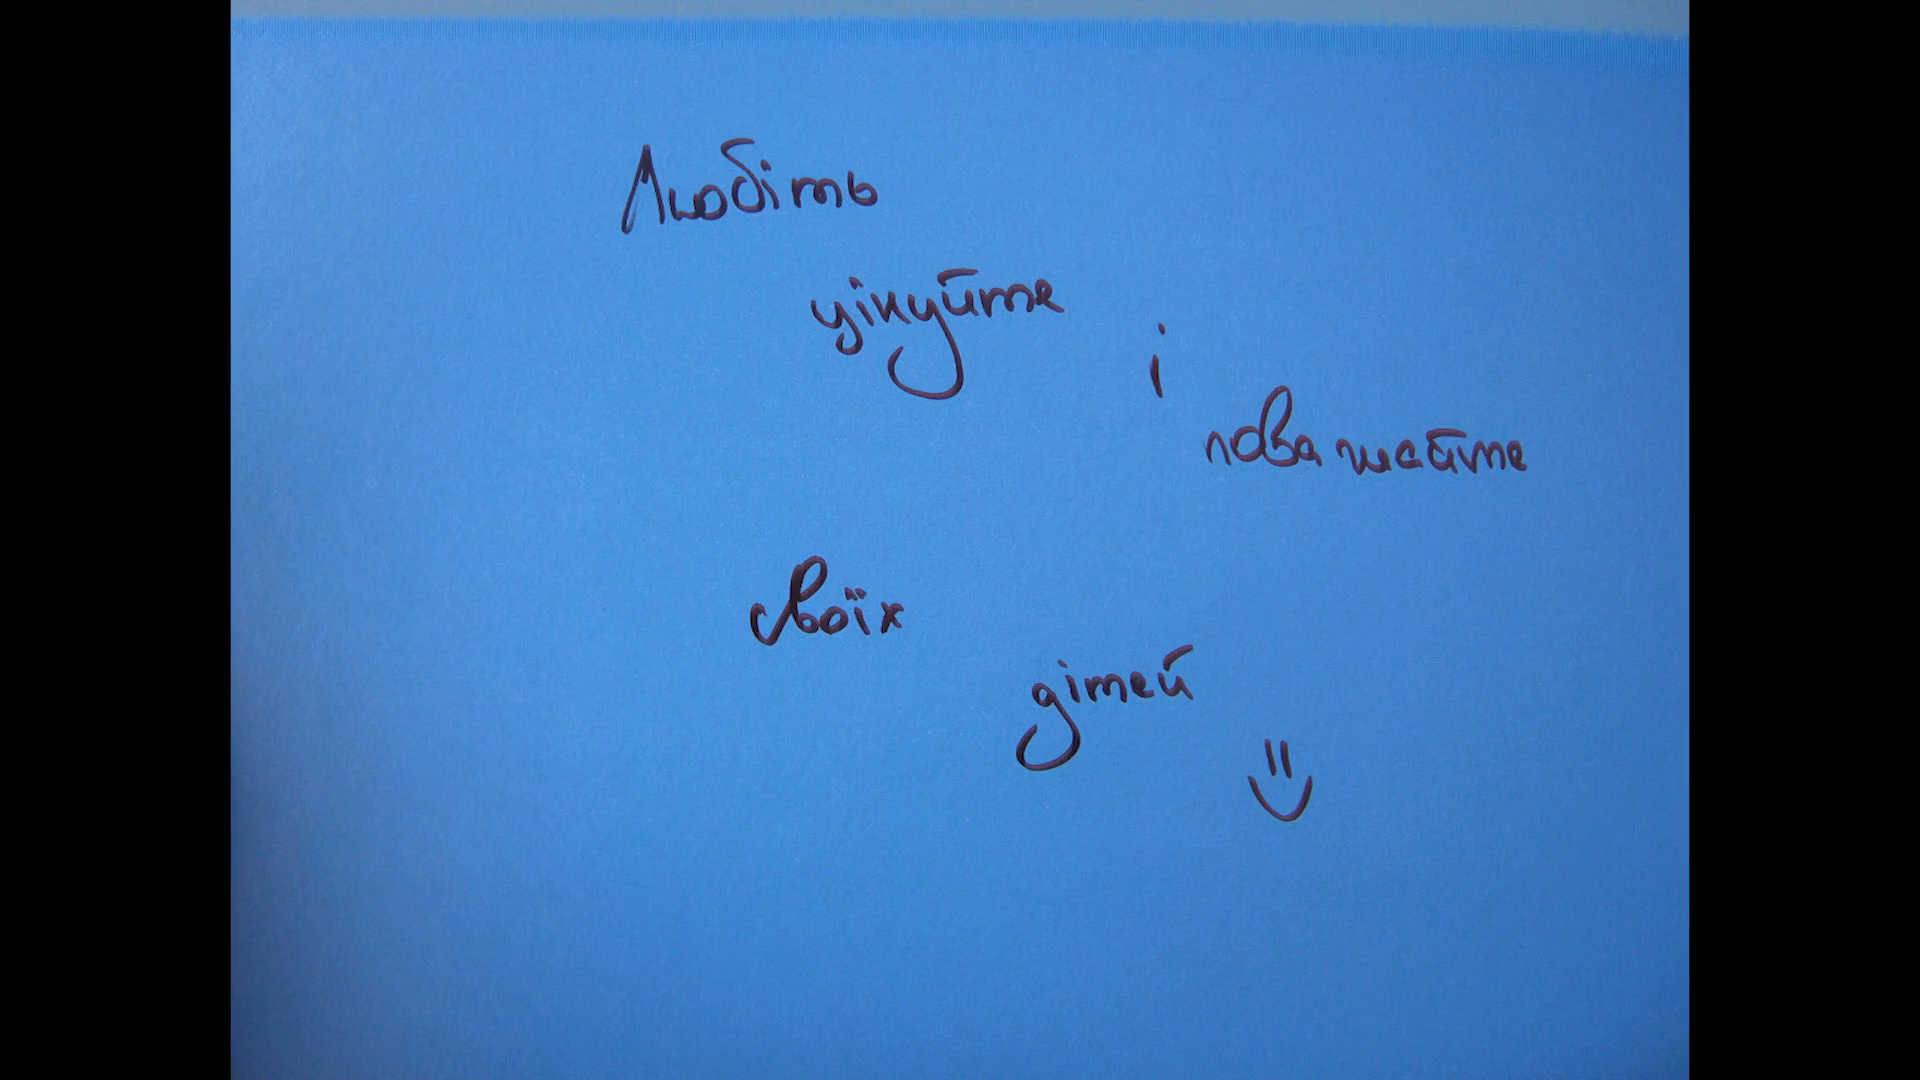 Любіть
цінуйте
і
поважайте
своїх
дітей